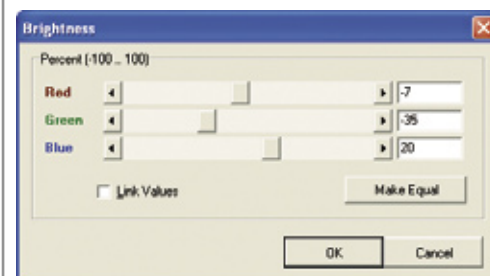 Brightness
Percent (-100 .. 100)
Red -7
Green -35
Blue 20
Link Values Make Equal
OK Cancel